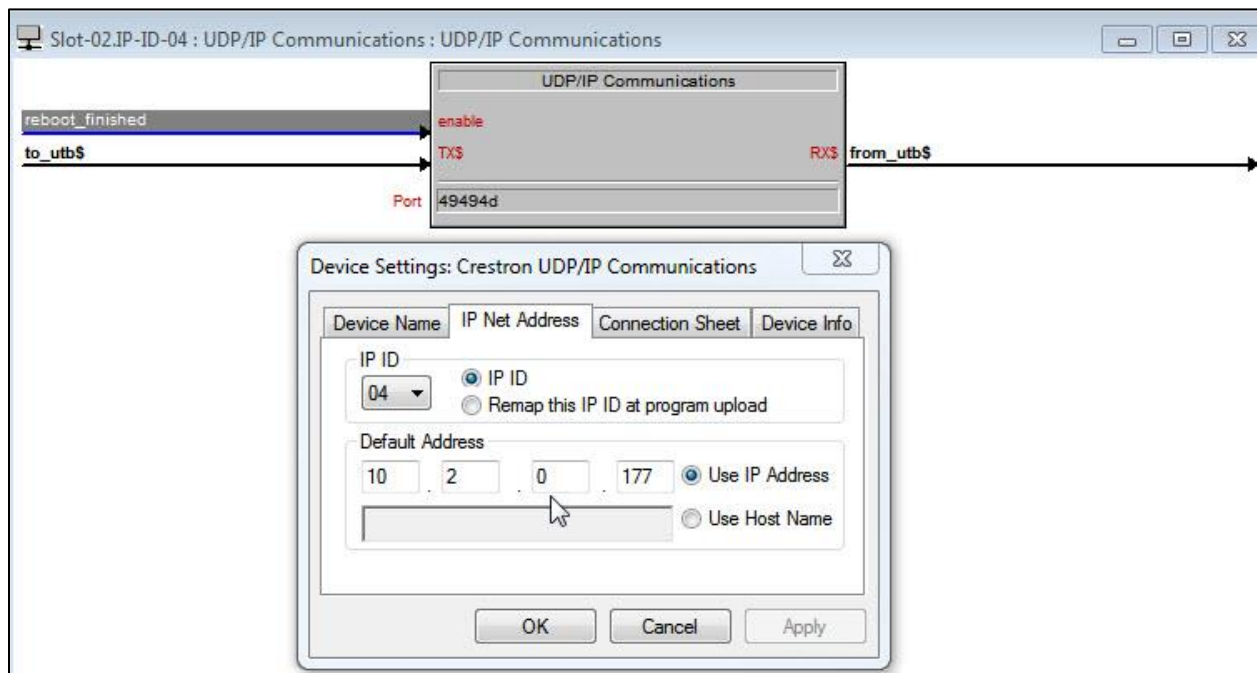 Slot-02.IP-ID-04 : UDP/IP Communications : UDP/IP Communications
UDP/IP Communications
reboot_finished enable
to_utb$ TX$ RX$ from_utb$
Port 49494d
Device Settings: Crestron UDP/IP Communications
Device Name IP Net Address Connection Sheet Device Info
IP ID
04 IP ID
Remap this IP ID at program upload
Default Address
10 . 2 . 0 . 177 Use IP Address
Use Host Name
OK Cancel Apply